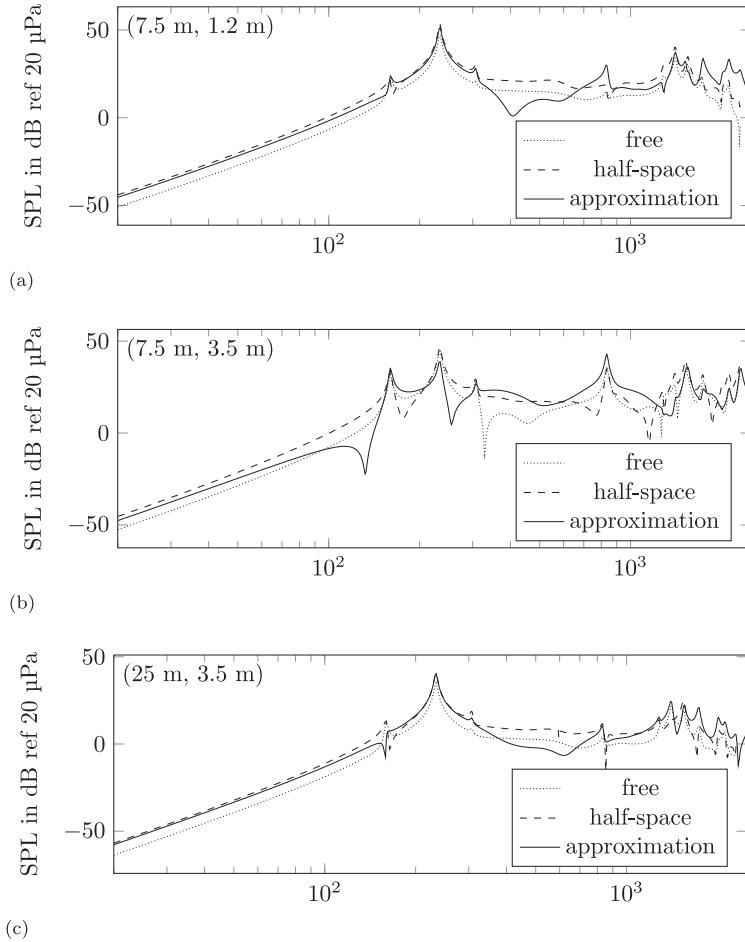 (7.5 m, 1.2 m)
SPL in dB ref 20 µPa
50
0
−50
free
half-space
approximation
10²
10³
(a)
(7.5 m, 3.5 m)
SPL in dB ref 20 µPa
50
0
−50
free
half-space
approximation
10²
10³
(b)
(25 m, 3.5 m)
SPL in dB ref 20 µPa
50
0
−50
free
half-space
approximation
10²
10³
(c)